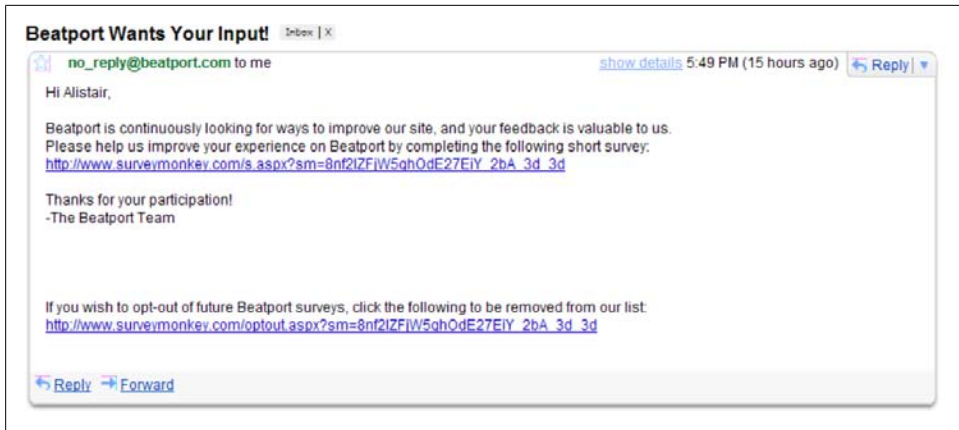 Beatport Wants Your Input! Inbox | X
no_reply@beatport.com to me show details 5:49 PM (15 hours ago) Reply
Hi Alistair,
Beatport is continuously looking for ways to improve our site, and your feedback is valuable to us.
Please help us improve your experience on Beatport by completing the following short survey:
http://www.surveymonkey.com/s.aspx?sm=8nf2lZFjW5ghOdE27EiY_2bA_3d_3d
Thanks for your participation!
-The Beatport Team
If you wish to opt-out of future Beatport surveys, click the following to be removed from our list:
http://www.surveymonkey.com/optout.aspx?sm=8nf2lZFjW5ghOdE27EiY_2bA_3d_3d
Reply Forward